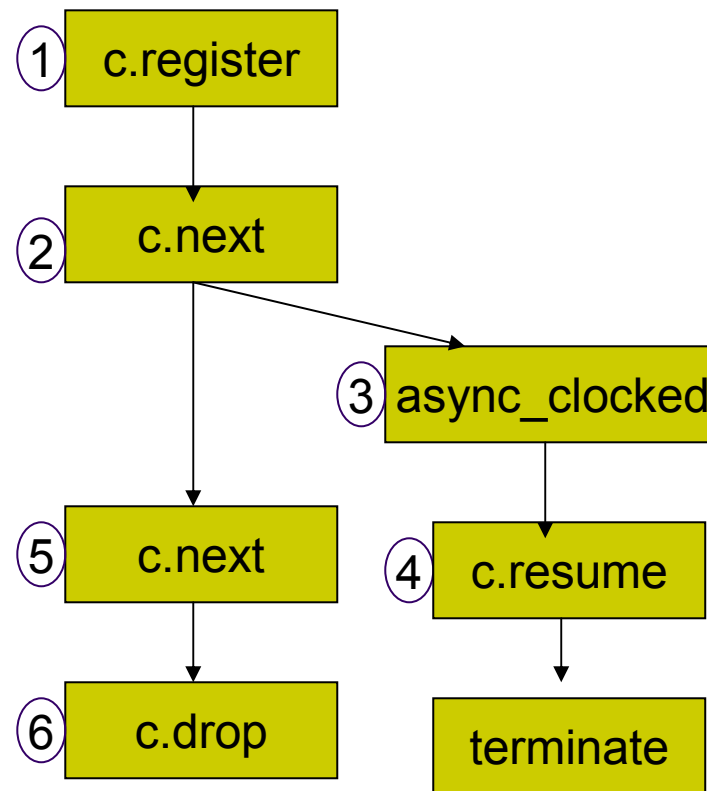 1 c.register
2 c.next
3 async_clocked
5 c.next
4 c.resume
6 c.drop
terminate